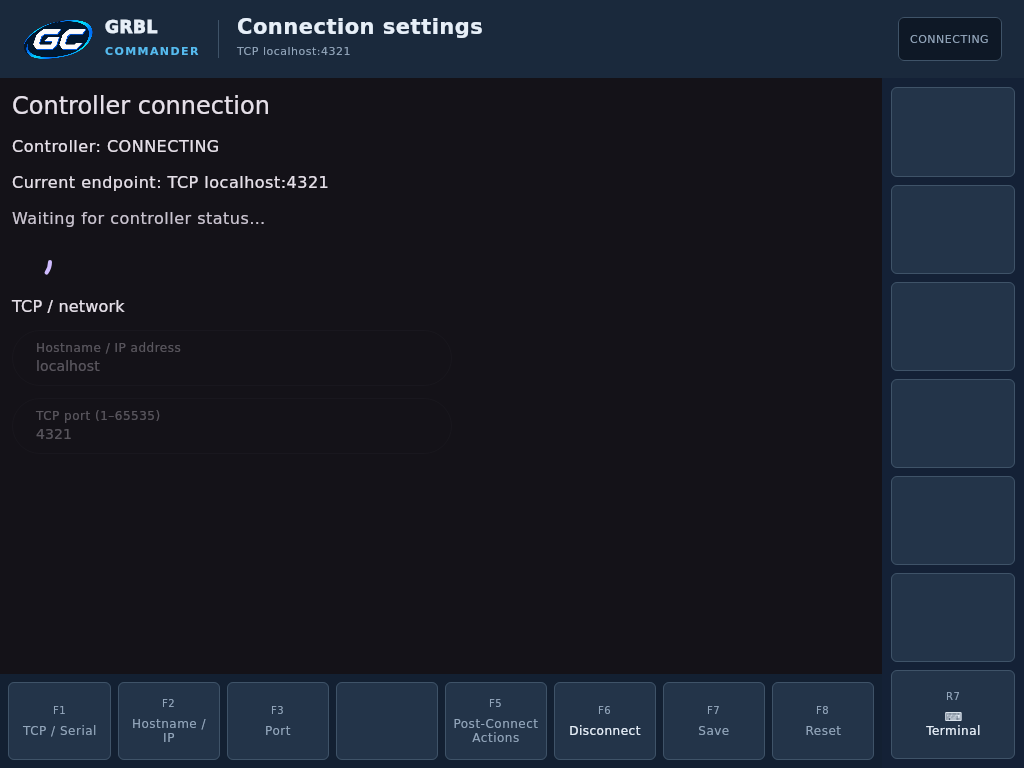 GC
GRBL
COMMANDER
Connection settings
TCP localhost:4321
CONNECTING
Controller connection
Controller: CONNECTING
Current endpoint: TCP localhost:4321
Waiting for controller status...
TCP / network
Hostname / IP address
localhost
TCP port (1–65535)
4321
F1
TCP / Serial
F2
Hostname /
IP
F3
Port
F5
Post-Connect
Actions
F6
Disconnect
F7
Save
F8
Reset
R7
Terminal